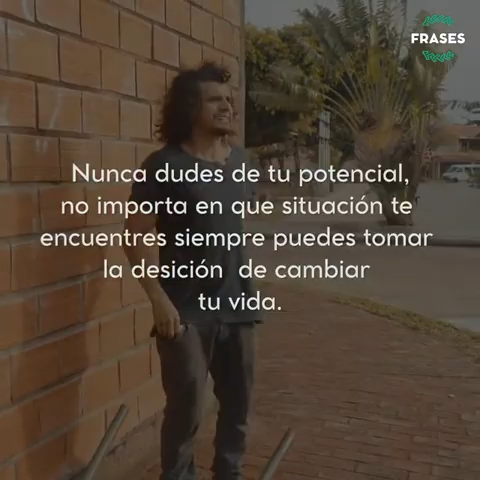 FRASES
Nunca dudes de tu potencial,
no importa en que situación te
encuentres siempre puedes tomar
la desición de cambiar
tu vida.